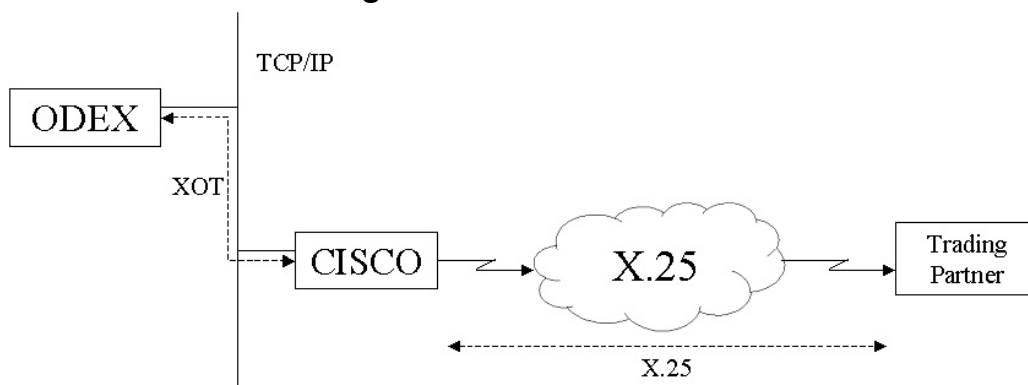 TCP/IP
ODEX
XOT
CISCO
X.25
Trading
Partner
X.25